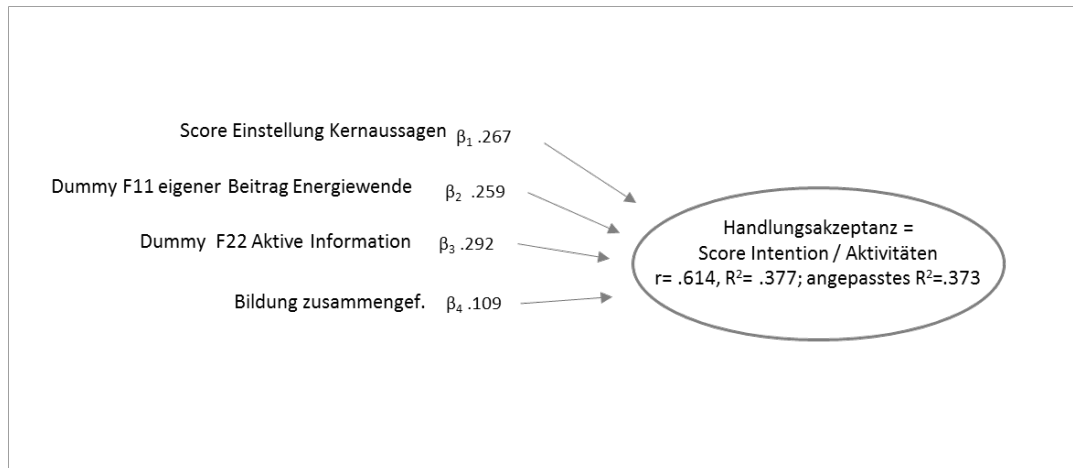 Score Einstellung Kernaussagen β₁ .267
Dummy F11 eigener Beitrag Energiewende β₂ .259
Dummy F22 Aktive Information β₃ .292
Bildung zusammengef. β₄ .109
Handlungsakzeptanz =
Score Intention / Aktivitäten
r= .614, R²= .377; angepasstes R²=.373